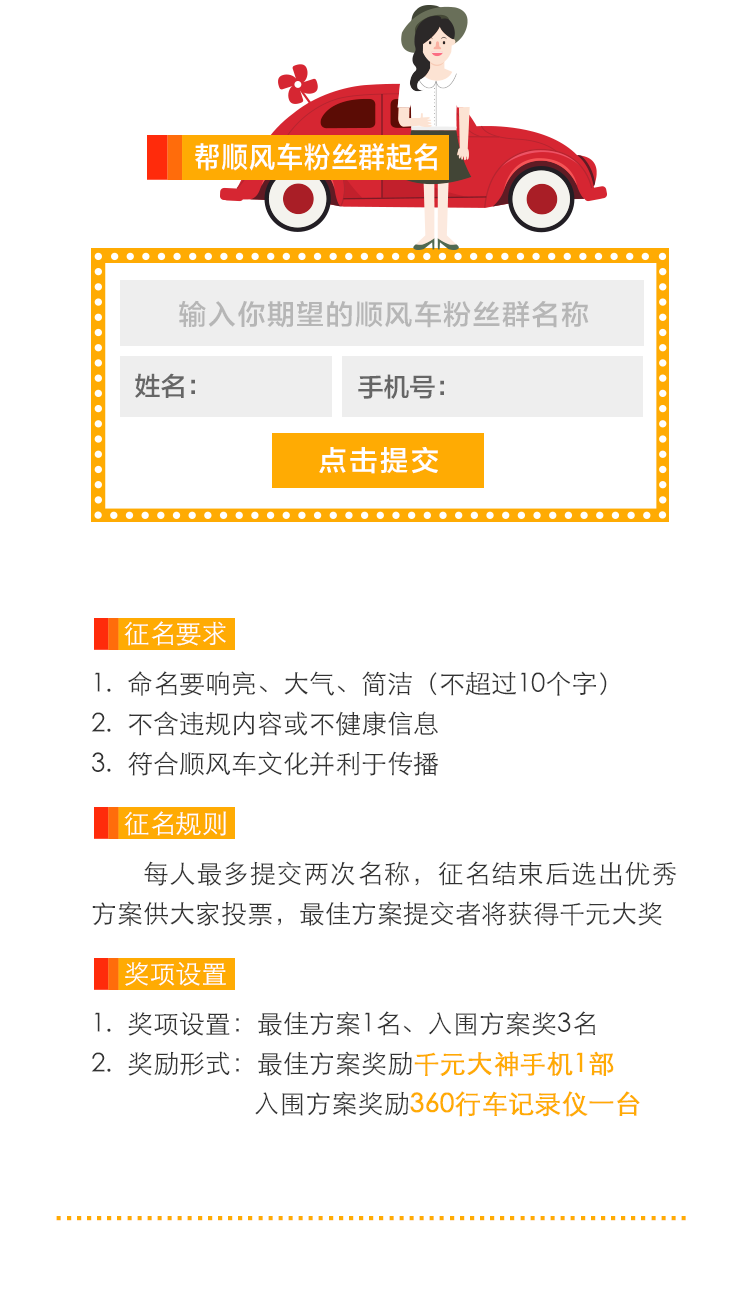 帮顺风车粉丝群起名
输入你期望的顺风车粉丝群名称
姓名：
手机号：
点击提交
征名要求
1. 命名要响亮、大气、简洁（不超过10个字）
2. 不含违规内容或不健康信息
3. 符合顺风车文化并利于传播
征名规则
每人最多提交两次名称，征名结束后选出优秀
方案供大家投票，最佳方案提交者将获得千元大奖
奖项设置
1. 奖项设置：最佳方案1名、入围方案奖3名
2. 奖励形式：最佳方案奖励千元大神手机1部
入围方案奖励360行车记录仪一台